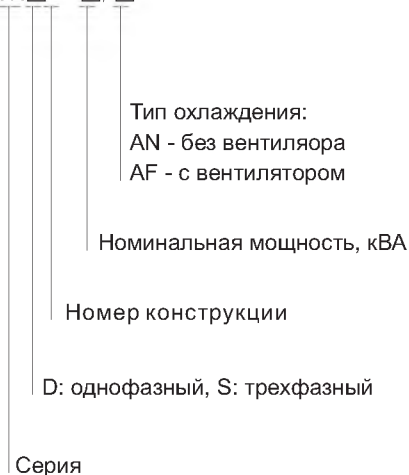 Тип охлаждения:
AN - без вентиляора
AF - с вентилятором
Номинальная мощность, кВА
Номер конструкции
D: однофазный, S: трехфазный
Серия